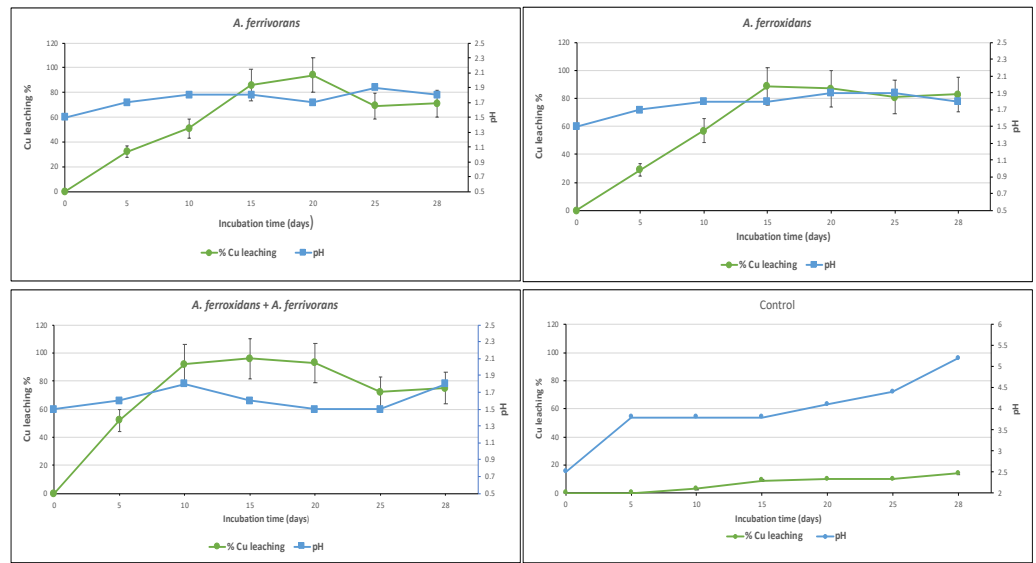 A. ferrivorans
120
100
80
60
40
20
0
Cu leaching %
2.5
2.3
2.1
1.9
1.7
1.5
1.3
1.1
0.9
0.7
0.5
pH
0 5 10 15 20 25 28
Incubation time (days)
% Cu leaching pH
A. ferroxidans
120
100
80
60
40
20
0
Cu leaching %
2.5
2.3
2.1
1.9
1.7
1.5
1.3
1.1
0.9
0.7
0.5
pH
0 5 10 15 20 25 28
Incubation time (days)
% Cu leaching pH
A. ferroxidans + A. ferrivorans
120
100
80
60
40
20
0
Cu leaching %
2.5
2.3
2.1
1.9
1.7
1.5
1.3
1.1
0.9
0.7
0.5
pH
0 5 10 15 20 25 28
Incubation time (days)
% Cu leaching pH
Control
120
100
80
60
40
20
0
Cu leaching %
6
5.5
5
4.5
4
3.5
3
2.5
2
pH
0 5 10 15 20 25 28
Incubation time (days)
% Cu leaching pH